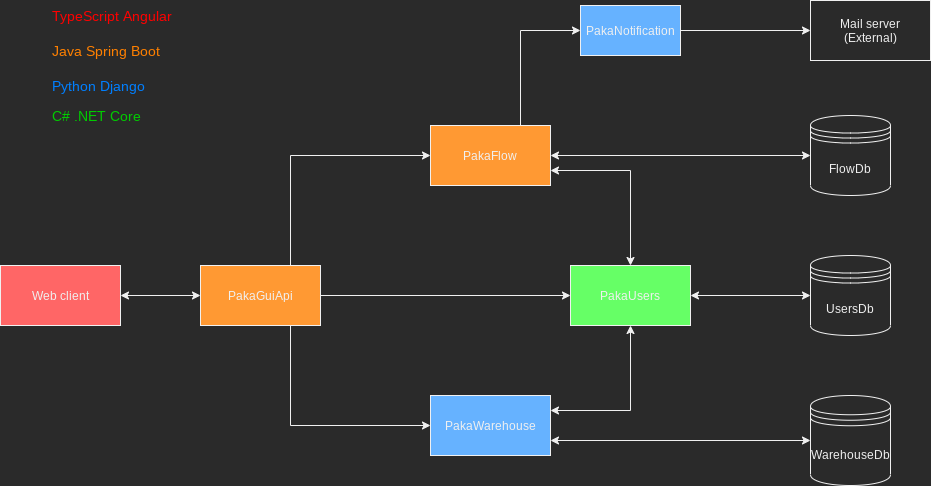 TypeScript Angular
Java Spring Boot
Python Django
C# .NET Core
PakaNotification
Mail server
(External)
PakaFlow
FlowDb
Web client
PakaGuiApi
PakaUsers
UsersDb
PakaWarehouse
WarehouseDb